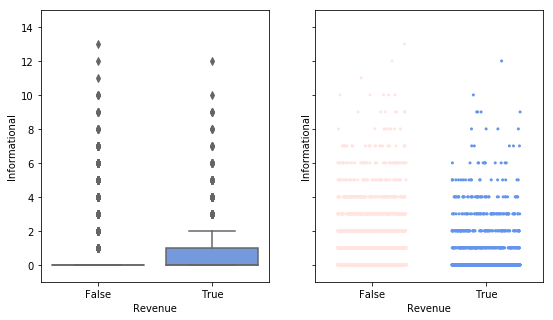 14
12
10
8
6
4
2
0
Informational
False
True
Revenue
Informational
False
True
Revenue